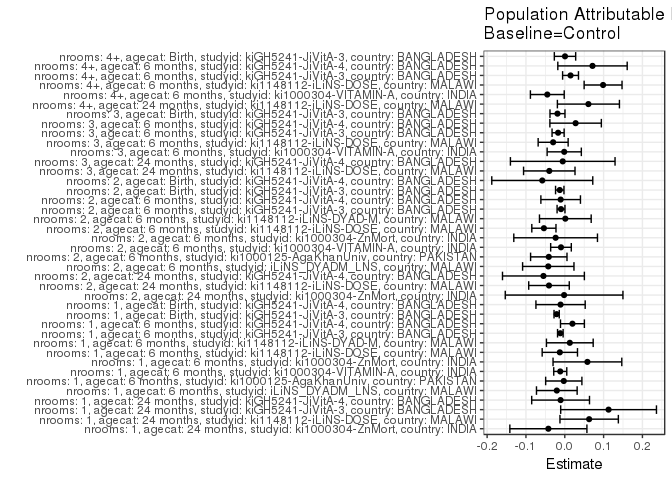 Population Attributable
Baseline=Control
nrooms: 4+, agecat: Birth, studyid: kiGH5241-JiVitA-3, country: BANGLADESH
nrooms: 4+, agecat: 6 months, studyid: kiGH5241-JiVitA-4, country: BANGLADESH
nrooms: 4+, agecat: 6 months, studyid: kiGH5241-JiVitA-3, country: BANGLADESH
nrooms: 4+, agecat: 6 months, studyid: ki1148112-iLiNS-DOSE, country: MALAWI
nrooms: 4+, agecat: 6 months, studyid: ki1000304-VITAMIN-A, country: INDIA
nrooms: 4+, agecat: 24 months, studyid: ki1148112-iLiNS-DOSE, country: MALAWI
nrooms: 3, agecat: Birth, studyid: kiGH5241-JiVitA-3, country: BANGLADESH
nrooms: 3, agecat: 6 months, studyid: kiGH5241-JiVitA-4, country: BANGLADESH
nrooms: 3, agecat: 6 months, studyid: kiGH5241-JiVitA-3, country: BANGLADESH
nrooms: 3, agecat: 6 months, studyid: ki1148112-iLiNS-DOSE, country: MALAWI
nrooms: 3, agecat: 6 months, studyid: ki1000304-VITAMIN-A, country: INDIA
nrooms: 3, agecat: 24 months, studyid: kiGH5241-JiVitA-4, country: BANGLADESH
nrooms: 3, agecat: 24 months, studyid: ki1148112-iLiNS-DOSE, country: MALAWI
nrooms: 2, agecat: Birth, studyid: kiGH5241-JiVitA-4, country: BANGLADESH
nrooms: 2, agecat: Birth, studyid: kiGH5241-JiVitA-3, country: BANGLADESH
nrooms: 2, agecat: 6 months, studyid: kiGH5241-JiVitA-4, country: BANGLADESH
nrooms: 2, agecat: 6 months, studyid: kiGH5241-JiVitA-3, country: BANGLADESH
nrooms: 2, agecat: 6 months, studyid: ki1148112-iLiNS-DYAD-M, country: MALAWI
nrooms: 2, agecat: 6 months, studyid: ki1148112-iLiNS-DOSE, country: MALAWI
nrooms: 2, agecat: 6 months, studyid: ki1000304-ZnMort, country: INDIA
nrooms: 2, agecat: 6 months, studyid: ki1000304-VITAMIN-A, country: INDIA
nrooms: 2, agecat: 6 months, studyid: ki1000125-AgaKhanUniv, country: PAKISTAN
nrooms: 2, agecat: 6 months, studyid: iLiNS_DYADM_LNS, country: MALAWI
nrooms: 2, agecat: 24 months, studyid: kiGH5241-JiVitA-4, country: BANGLADESH
nrooms: 2, agecat: 24 months, studyid: ki1148112-iLiNS-DOSE, country: MALAWI
nrooms: 2, agecat: 24 months, studyid: ki1000304-ZnMort, country: INDIA
nrooms: 1, agecat: Birth, studyid: kiGH5241-JiVitA-4, country: BANGLADESH
nrooms: 1, agecat: Birth, studyid: kiGH5241-JiVitA-3, country: BANGLADESH
nrooms: 1, agecat: 6 months, studyid: kiGH5241-JiVitA-4, country: BANGLADESH
nrooms: 1, agecat: 6 months, studyid: kiGH5241-JiVitA-3, country: BANGLADESH
nrooms: 1, agecat: 6 months, studyid: ki1148112-iLiNS-DYAD-M, country: MALAWI
nrooms: 1, agecat: 6 months, studyid: ki1148112-iLiNS-DOSE, country: MALAWI
nrooms: 1, agecat: 6 months, studyid: ki1000304-ZnMort, country: INDIA
nrooms: 1, agecat: 6 months, studyid: ki1000304-VITAMIN-A, country: INDIA
nrooms: 1, agecat: 6 months, studyid: ki1000125-AgaKhanUniv, country: PAKISTAN
nrooms: 1, agecat: 6 months, studyid: iLiNS_DYADM_LNS, country: MALAWI
nrooms: 1, agecat: 24 months, studyid: kiGH5241-JiVitA-4, country: BANGLADESH
nrooms: 1, agecat: 24 months, studyid: kiGH5241-JiVitA-3, country: BANGLADESH
nrooms: 1, agecat: 24 months, studyid: ki1148112-iLiNS-DOSE, country: MALAWI
nrooms: 1, agecat: 24 months, studyid: ki1000304-ZnMort, country: INDIA
-0.2 -0.1 0.0 0.1 0.2
Estimate